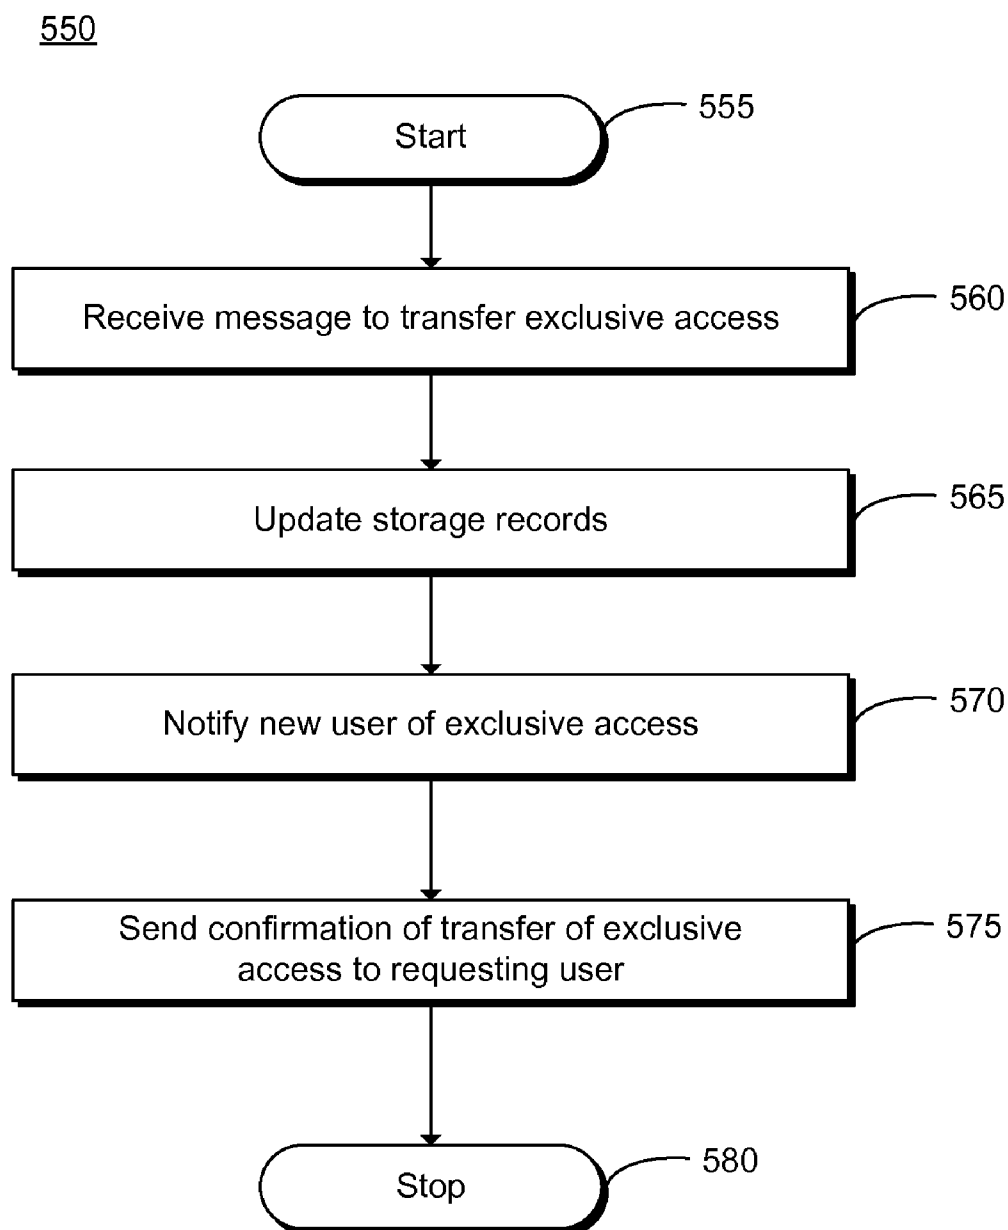 550
Start
555
Receive message to transfer exclusive access
560
Update storage records
565
Notify new user of exclusive access
570
Send confirmation of transfer of exclusive
access to requesting user
575
Stop
580